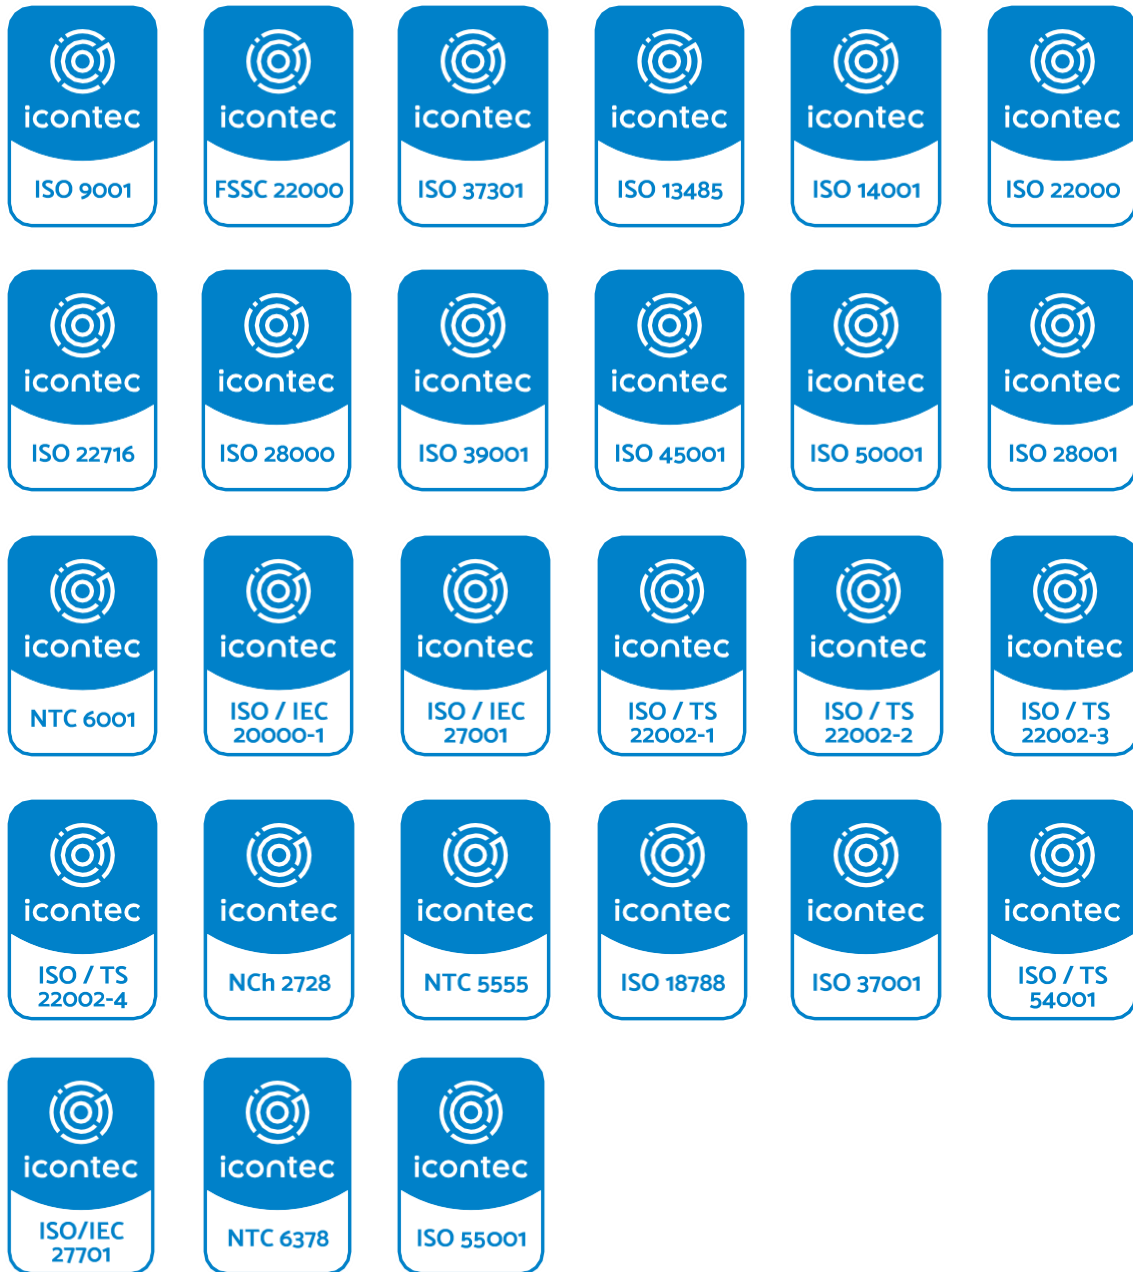 icontec
ISO 9001
icontec
FSSC 22000
icontec
ISO 37301
icontec
ISO 13485
icontec
ISO 14001
icontec
ISO 22000
icontec
ISO 22716
icontec
ISO 28000
icontec
ISO 39001
icontec
ISO 45001
icontec
ISO 50001
icontec
ISO 28001
icontec
NTC 6001
icontec
ISO / IEC
20000-1
icontec
ISO / IEC
27001
icontec
ISO / TS
22002-1
icontec
ISO / TS
22002-2
icontec
ISO / TS
22002-3
icontec
ISO / TS
22002-4
icontec
NCh 2728
icontec
NTC 5555
icontec
ISO 18788
icontec
ISO 37001
icontec
ISO / TS
54001
icontec
ISO/IEC
27701
icontec
NTC 6378
icontec
ISO 55001